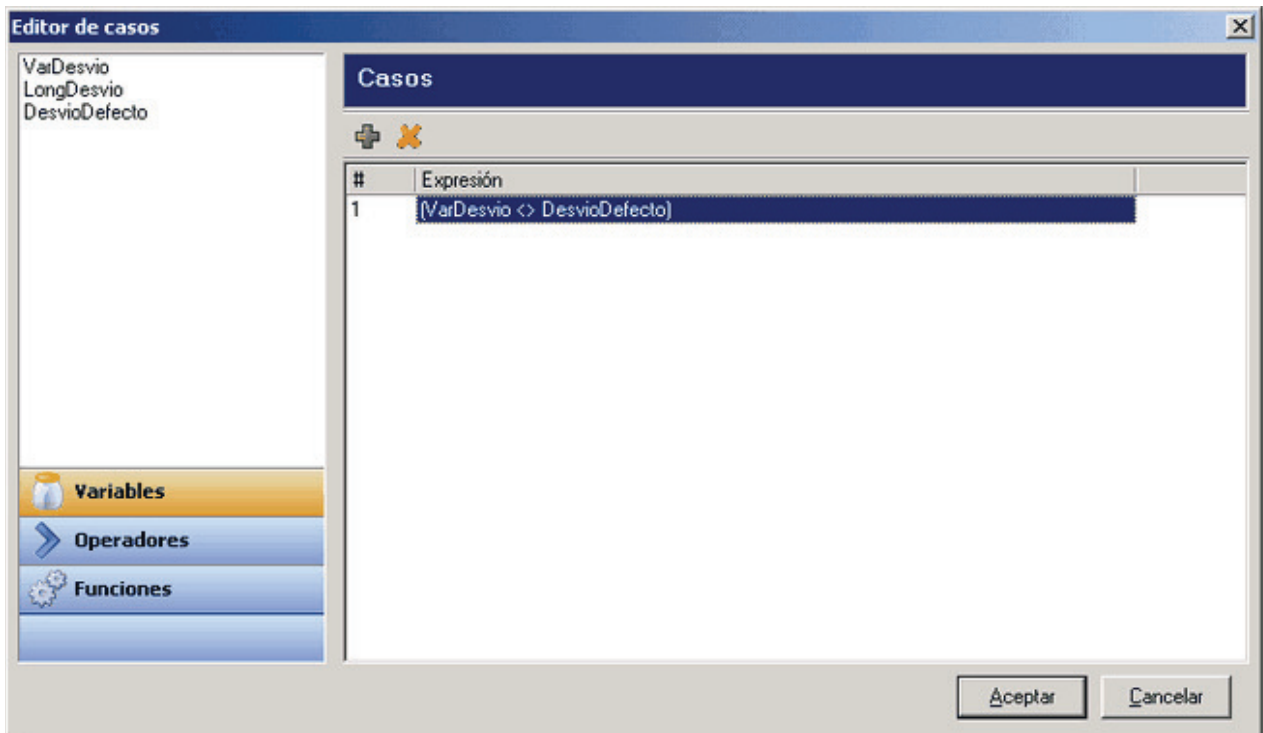 Editor de casos
VarDesvio
LongDesvio
DesvioDefecto
Casos
# Expresión
1 (VarDesvio <> DesvioDefecto)
Variables
Operadores
Funciones
Aceptar Cancelar